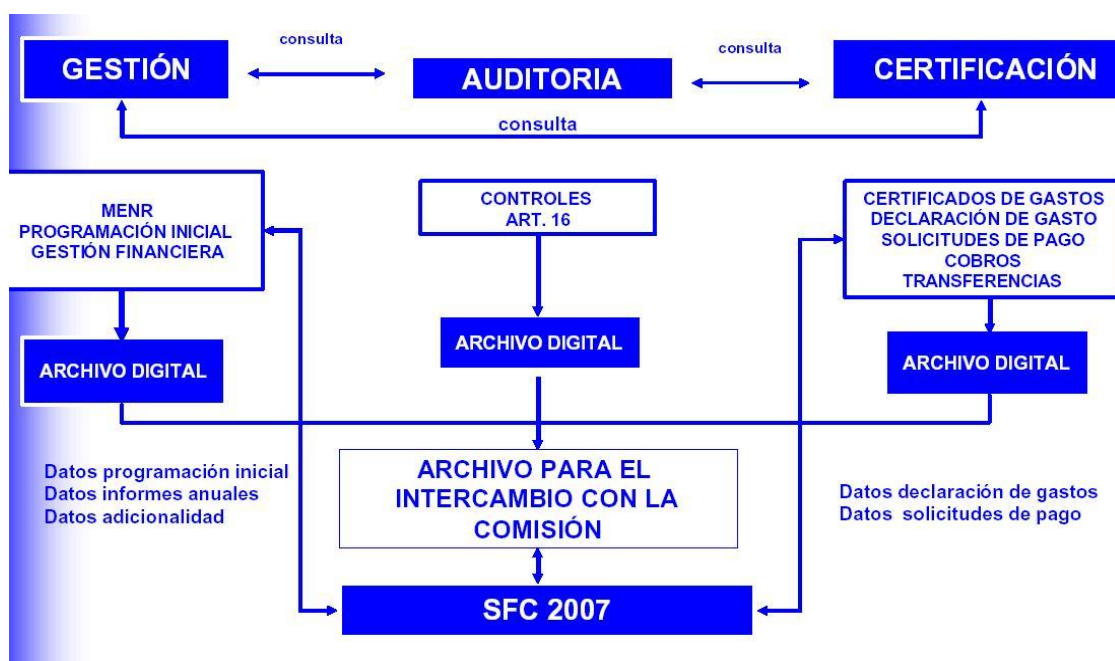 consulta
consulta
GESTIÓN
AUDITORIA
CERTIFICACIÓN
consulta
MENR
PROGRAMACIÓN INICIAL
GESTIÓN FINANCIERA
CONTROLES
ART. 16
CERTIFICADOS DE GASTOS
DECLARACIÓN DE GASTO
SOLICITUDES DE PAGO
COBROS
TRANSFERENCIAS
ARCHIVO DIGITAL
ARCHIVO DIGITAL
ARCHIVO DIGITAL
Datos programación inicial
Datos informes anuales
Datos adicionalidad
ARCHIVO PARA EL
INTERCAMBIO CON LA
COMISIÓN
Datos declaración de gastos
Datos solicitudes de pago
SFC 2007